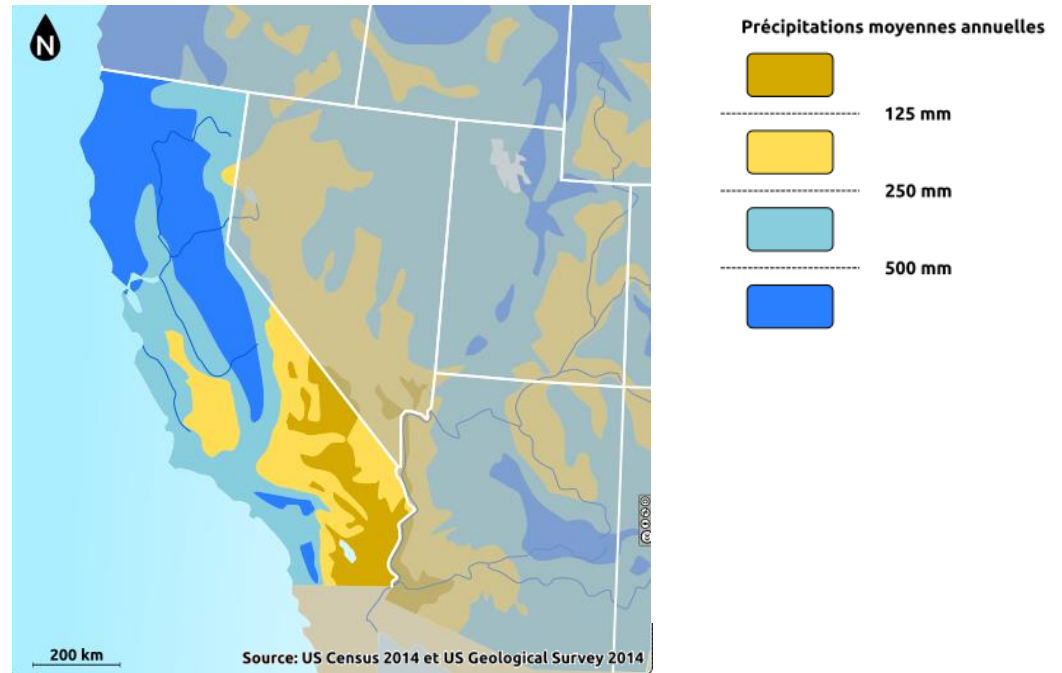 N
Précipitations moyennes annuelles
125 mm
250 mm
500 mm
200 km
Source: US Census 2014 et US Geological Survey 2014